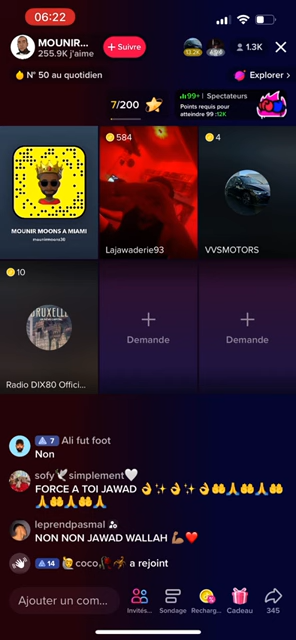 06:22
MOUNIR...
255.9K j'aime
+ Suivre
1.3K
N° 50 au quotidien
Explorer >
7/200
99+ | Spectateurs
Points requis pour
atteindre 99 :12K
584
4
MOUNIR MOONS A MIAMI
mounirmoons36
Lajawaderie93
VVSMOTORS
10
BRUXELLE
Radio DIX80 Offici...
Demande
Demande
7 Ali fut foot
Non
sofy🕊️simplement🤍
FORCE A TOI JAWAD 👌✨👌✨👌🤲🙏🤲🙏🤲🙏🤲🙏🤲
leprendpasmal
NON NON JAWAD WALLAH 💪🏽❤️
14 🙋coco🥀 a rejoint
Ajouter un com...
Invités...
Sondage
Recharg...
Cadeau
345